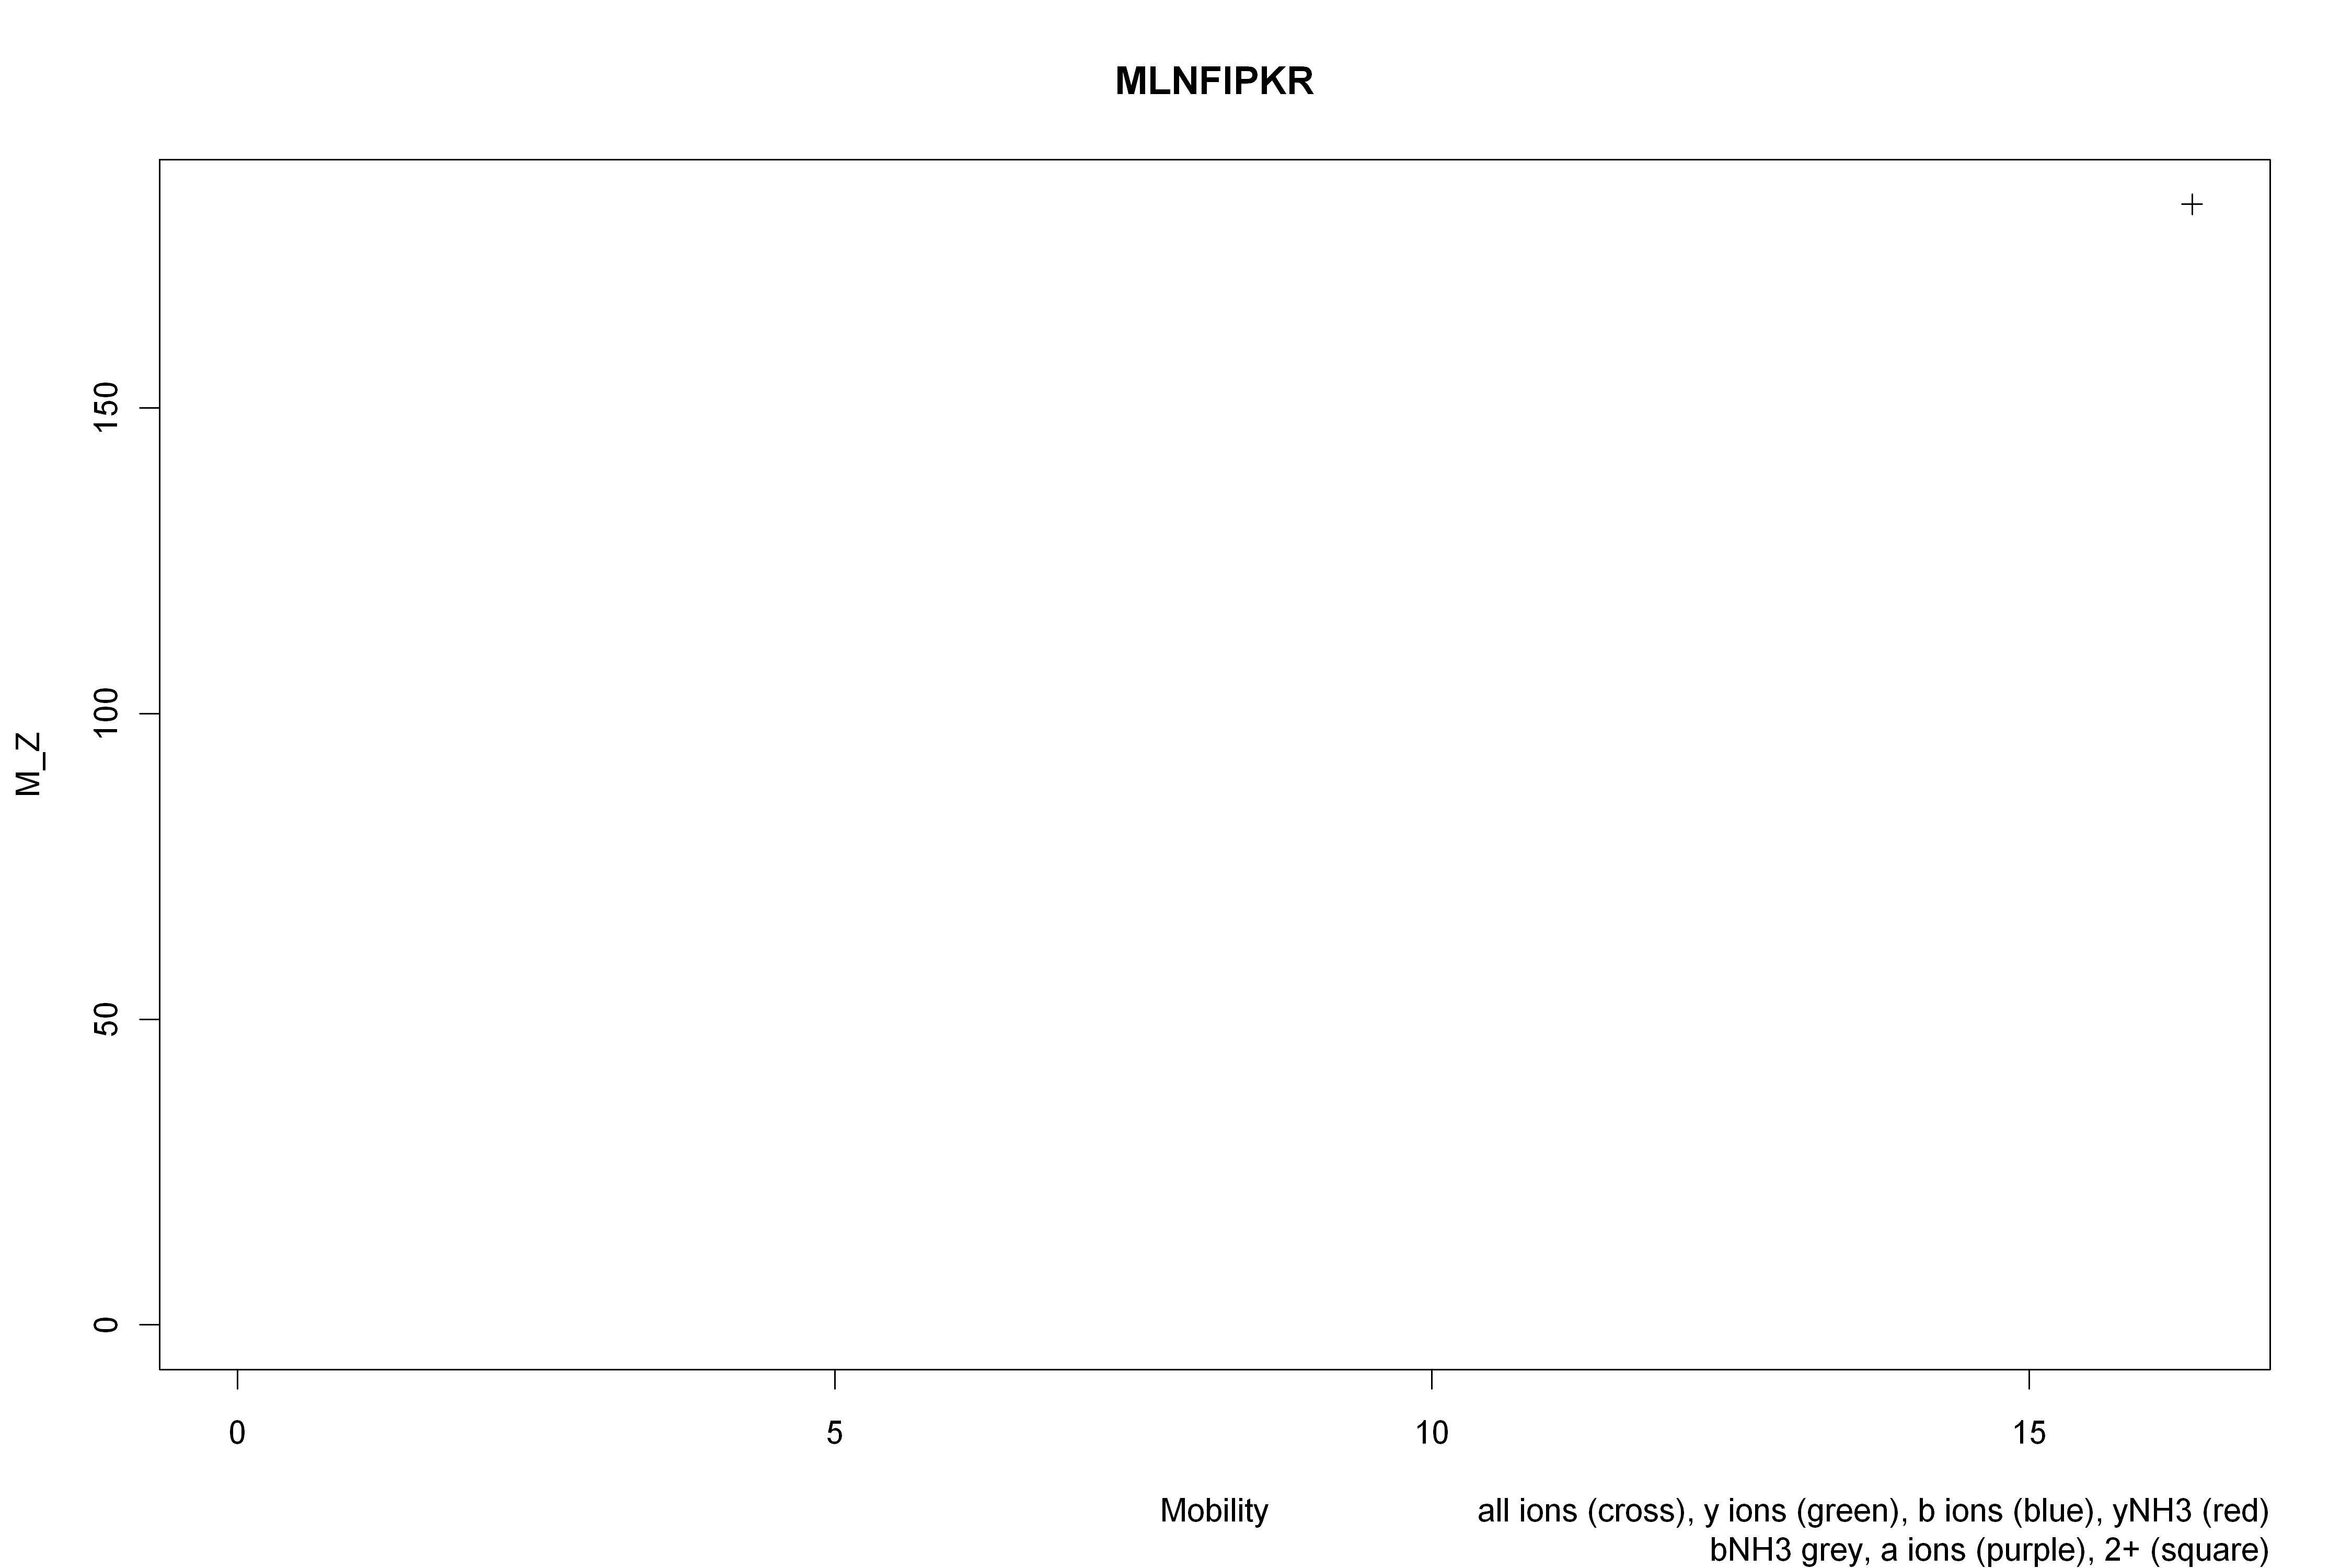 MLNFIPKR
M_Z
150
100
50
0
0 5 10 15
Mobility
all ions (cross), y ions (green), b ions (blue), yNH3 (red)
bNH3 grey, a ions (purple), 2+ (square)